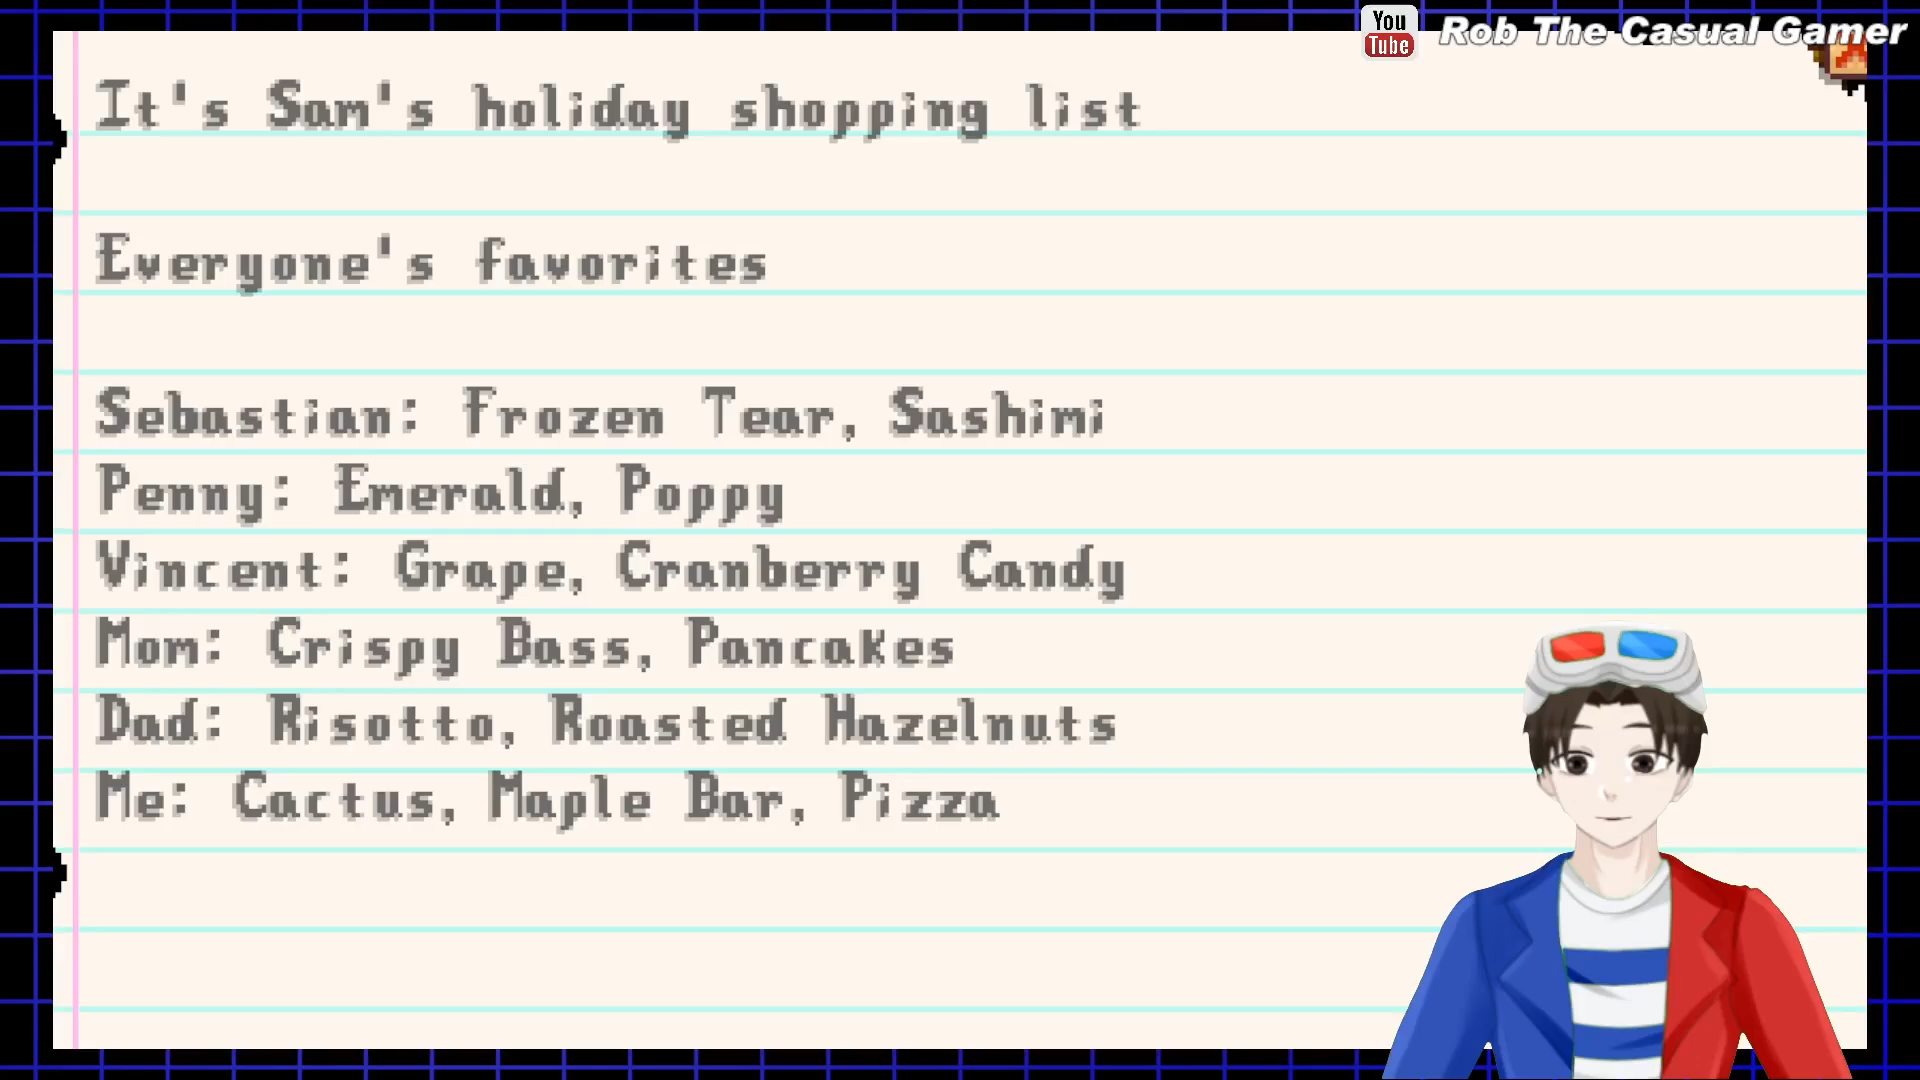 You
Tube
Rob The Casual Gamer
It's Sam's holiday shopping list
Everyone's favorites
Sebastian: Frozen Tear, Sashimi
Penny: Emerald, Poppy
Vincent: Grape, Cranberry Candy
Mom: Crispy Bass, Pancakes
Dad: Risotto, Roasted Hazelnuts
Me: Cactus, Maple Bar, Pizza